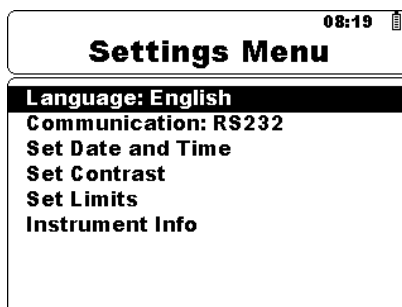 08:19
Settings Menu
Language: English
Communication: RS232
Set Date and Time
Set Contrast
Set Limits
Instrument Info